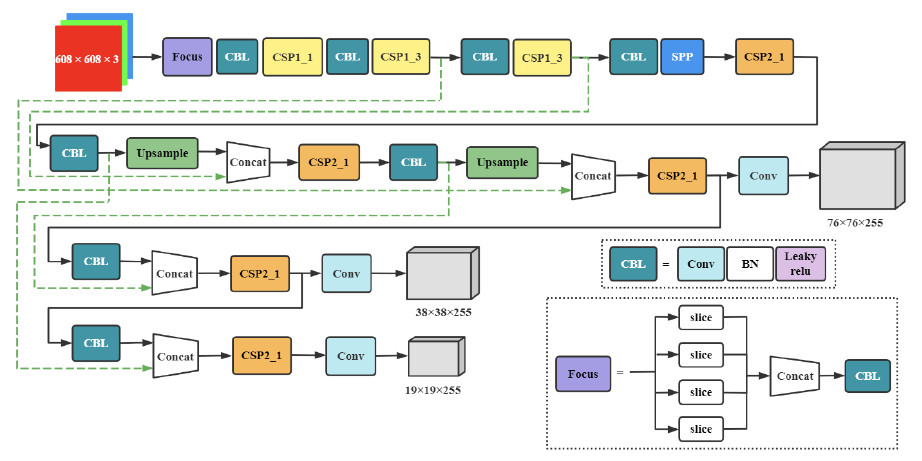 608 × 608 × 3
Focus
CBL
CSP1_1
CBL
CSP1_3
CBL
CSP1_3
CBL
SPP
CSP2_1
CBL
Upsample
Concat
CSP2_1
CBL
Upsample
Concat
CSP2_1
Conv
76×76×255
CBL
Concat
CSP2_1
Conv
38×38×255
CBL
Concat
CSP2_1
Conv
19×19×255
CBL
=
Conv
BN
Leaky
relu
Focus
=
slice
slice
slice
slice
Concat
CBL